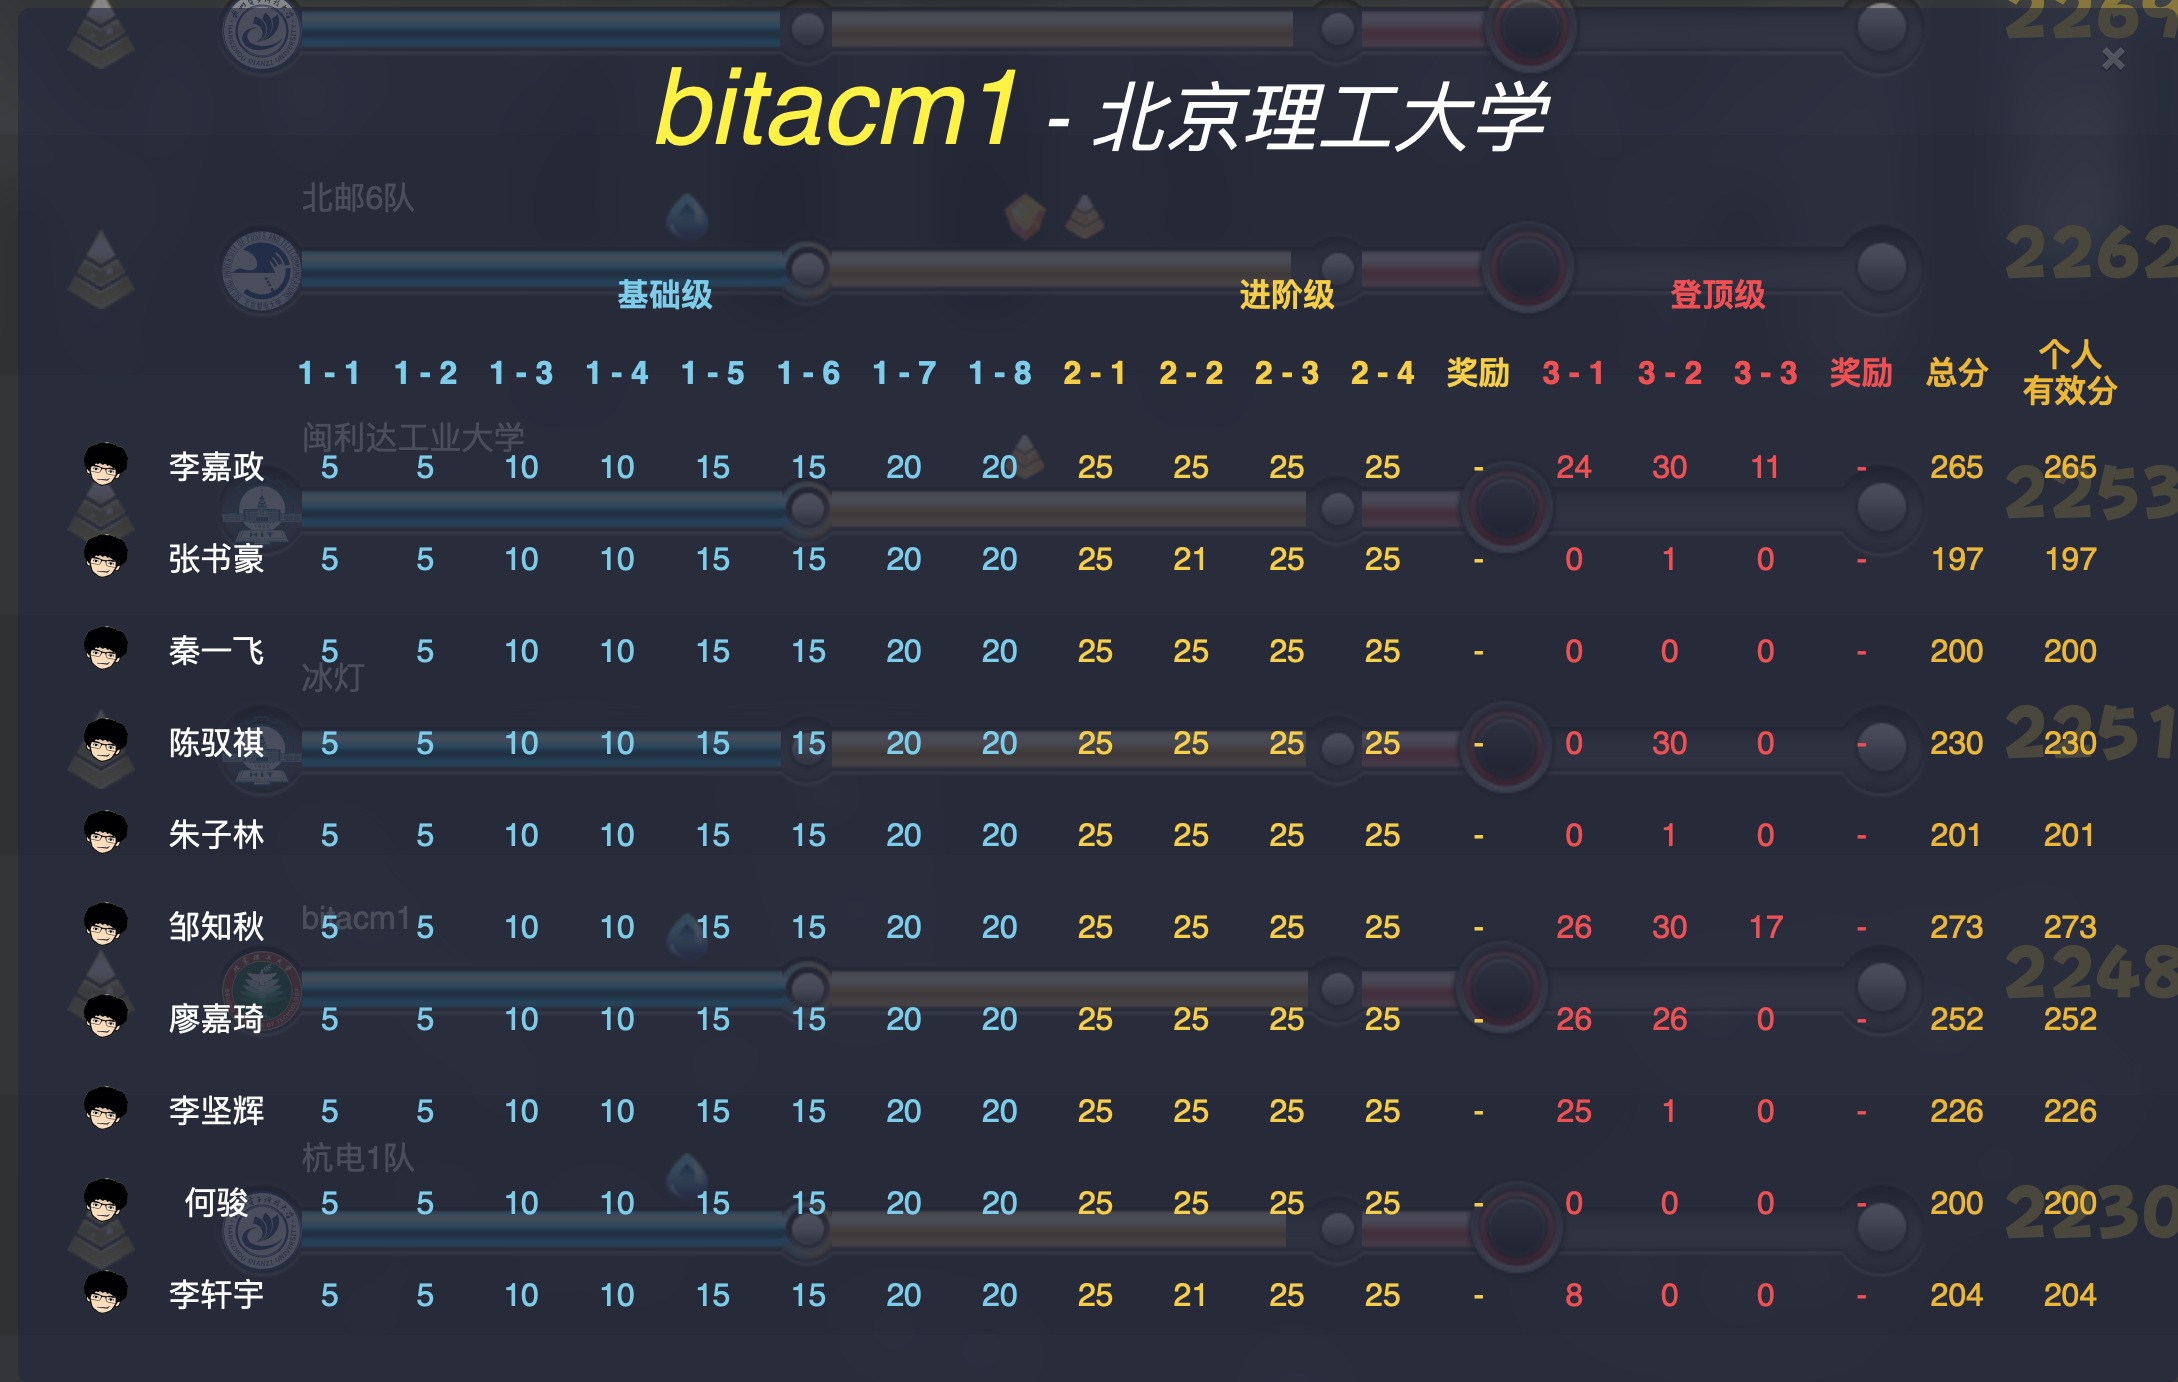 2269
bitacm1 - 北京理工大学
北邮6队
2262
基础级 进阶级 登顶级
1 - 1 1 - 2 1 - 3 1 - 4 1 - 5 1 - 6 1 - 7 1 - 8 2 - 1 2 - 2 2 - 3 2 - 4 奖励 3 - 1 3 - 2 3 - 3 奖励 总分 个人有效分
闽利达工业大学
李嘉政 5 5 10 10 15 15 20 20 25 25 25 25 - 24 30 11 - 265 265
2253
张书豪 5 5 10 10 15 15 20 20 25 21 25 25 - 0 1 0 - 197 197
秦一飞 5 5 10 10 15 15 20 20 25 25 25 25 - 0 0 0 - 200 200
冰灯
2251
陈驭祺 5 5 10 10 15 15 20 20 25 25 25 25 - 0 30 0 - 230 230
朱子林 5 5 10 10 15 15 20 20 25 25 25 25 - 0 1 0 - 201 201
bitacm1
邹知秋 5 5 10 10 15 15 20 20 25 25 25 25 - 26 30 17 - 273 273
2248
廖嘉琦 5 5 10 10 15 15 20 20 25 25 25 25 - 26 26 0 - 252 252
李坚辉 5 5 10 10 15 15 20 20 25 25 25 25 - 25 1 0 - 226 226
杭电1队
何骏 5 5 10 10 15 15 20 20 25 25 25 25 - 0 0 0 - 200 200
2230
李轩宇 5 5 10 10 15 15 20 20 25 21 25 25 - 8 0 0 - 204 204